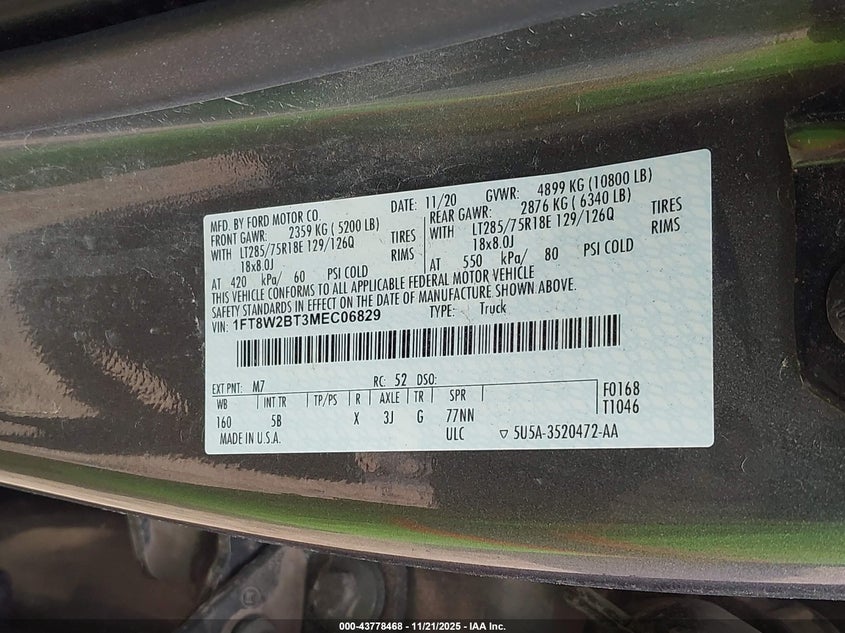 MFD. BY FORD MOTOR CO. DATE: 11/20 GVWR: 4899 KG (10800 LB)
FRONT GAWR: 2359 KG ( 5200 LB) REAR GAWR: 2876 KG ( 6340 LB)
WITH LT285/75R18E 129/126Q TIRES WITH LT285/75R18E 129/126Q TIRES
18x8.0J RIMS 18x8.0J RIMS
AT 420 kPa/ 60 PSI COLD AT 550 kPa/ 80 PSI COLD
THIS VEHICLE CONFORMS TO ALL APPLICABLE FEDERAL MOTOR VEHICLE
SAFETY STANDARDS IN EFFECT ON THE DATE OF MANUFACTURE SHOWN ABOVE.
VIN: 1FT8W2BT3MEC06829 TYPE: Truck
EXT PNT: M7 RC: 52 DSO:
WB INT TR TP/PS R AXLE TR SPR F0168
160 5B X 3J G 77NN T1046
MADE IN U.S.A. ULC ▽ 5U5A-3520472-AA
000-43778468 - 11/21/2025 - IAA Inc.